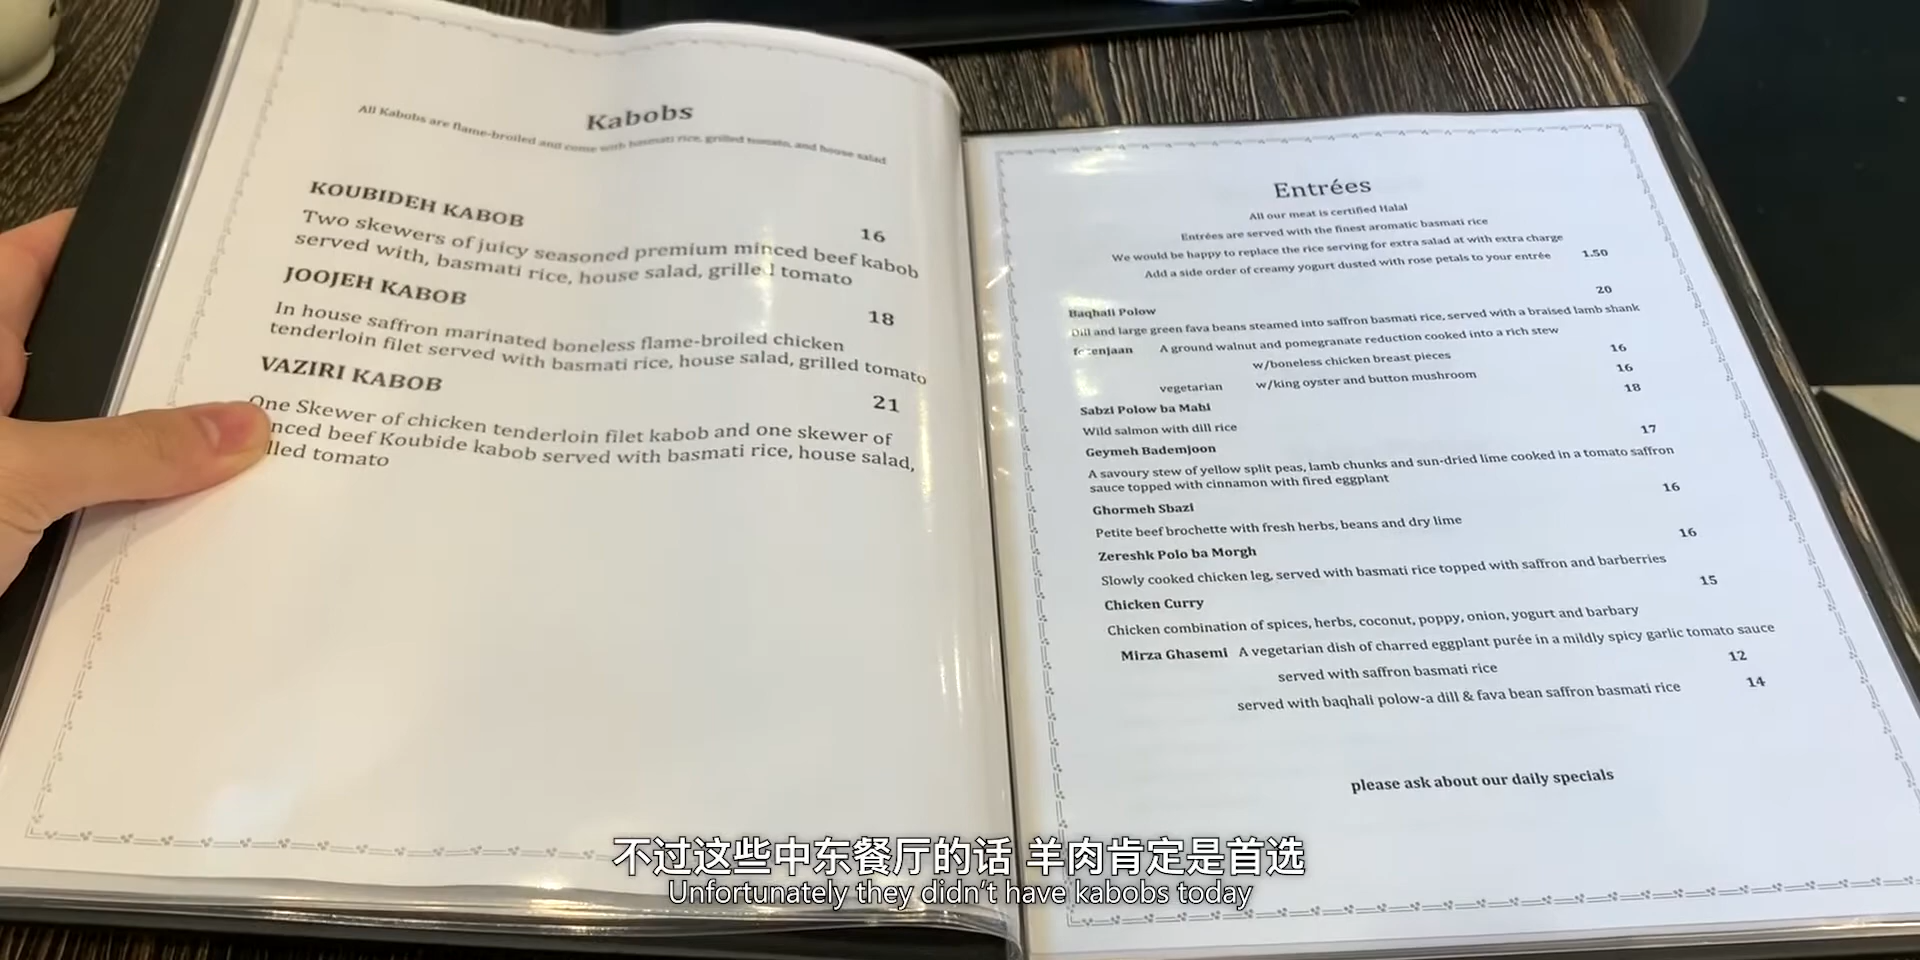 Kabobs
All Kabobs are flame-broiled and come with basmati rice, grilled tomato, and house salad
KOUBIDEH KABOB
16
Two skewers of juicy seasoned premium minced beef kabob
served with, basmati rice, house salad, grilled tomato
JOOJEH KABOB
18
In house saffron marinated boneless flame-broiled chicken
tenderloin filet served with basmati rice, house salad, grilled tomato
VAZIRI KABOB
21
One Skewer of chicken tenderloin filet kabob and one skewer of
nced beef Koubide kabob served with basmati rice, house salad,
lled tomato
Entrées
All our meat is certified Halal
Entrées are served with the finest aromatic basmati rice
We would be happy to replace the rice serving for extra salad at with extra charge
Add a side order of creamy yogurt dusted with rose petals to your entrée 1.50
20
Baqhali Polow
Dill and large green fava beans steamed into saffron basmati rice, served with a braised lamb shank
A ground walnut and pomegranate reduction cooked into a rich stew
w/boneless chicken breast pieces 16
vegetarian w/king oyster and button mushroom 16
Sabzi Polow ba Mahi 18
Wild salmon with dill rice
Geymeh Bademjoon 17
A savoury stew of yellow split peas, lamb chunks and sun-dried lime cooked in a tomato saffron
sauce topped with cinnamon with fired eggplant
Ghormeh Sbazi 16
Petite beef brochette with fresh herbs, beans and dry lime
Zereshk Polo ba Morgh 16
Slowly cooked chicken leg, served with basmati rice topped with saffron and barberries
Chicken Curry 15
Chicken combination of spices, herbs, coconut, poppy, onion, yogurt and barbary
Mirza Ghasemi A vegetarian dish of charred eggplant purée in a mildly spicy garlic tomato sauce
served with saffron basmati rice 12
served with baqhali polow-a dill & fava bean saffron basmati rice 14
please ask about our daily specials
不过这些中东餐厅的话 羊肉肯定是首选
Unfortunately they didn't have kabobs today